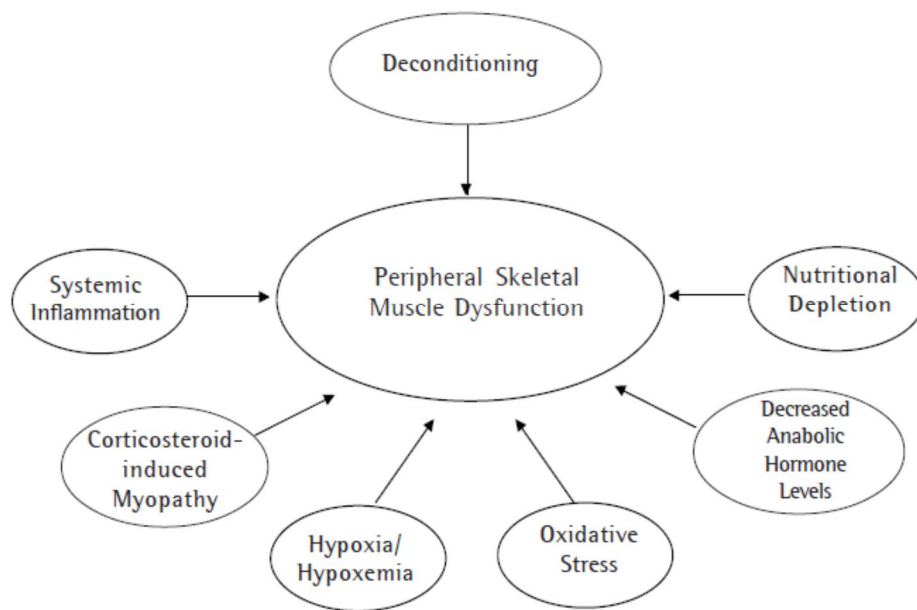 Deconditioning
Peripheral Skeletal
Muscle Dysfunction
Systemic
Inflammation
Nutritional
Depletion
Corticosteroid-
induced
Myopathy
Decreased
Anabolic
Hormone
Levels
Hypoxia/
Hypoxemia
Oxidative
Stress